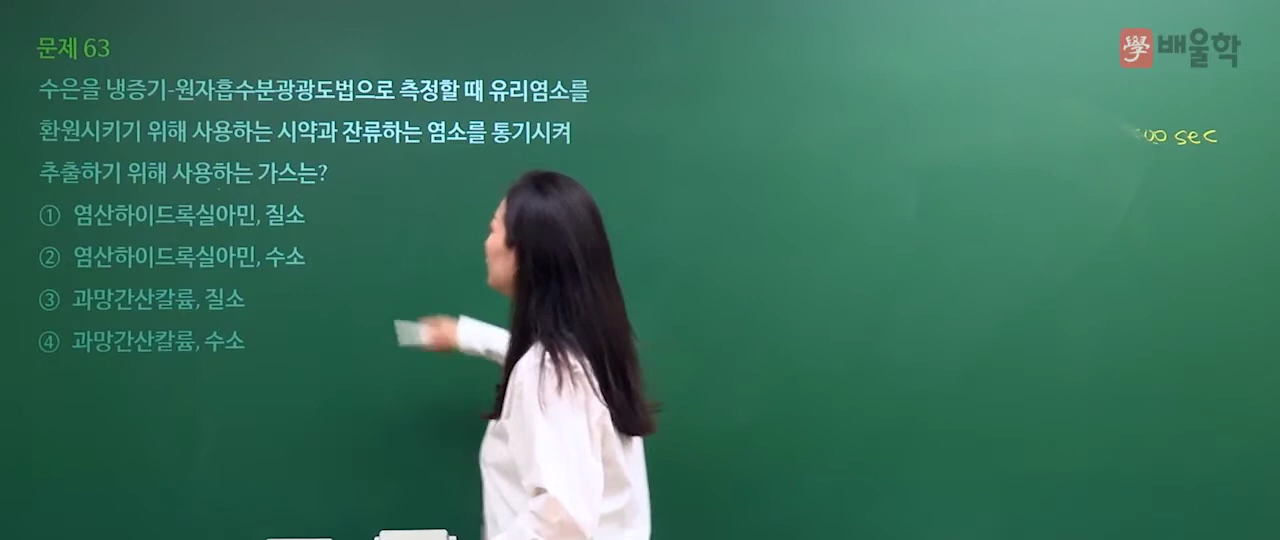 문제 63
學 배울학
수은을 냉증기-원자흡수분광광도법으로 측정할 때 유리염소를
환원시키기 위해 사용하는 시약과 잔류하는 염소를 통기시켜
추출하기 위해 사용하는 가스는?
① 염산하이드록실아민, 질소
② 염산하이드록실아민, 수소
③ 과망간산칼륨, 질소
④ 과망간산칼륨, 수소
sec